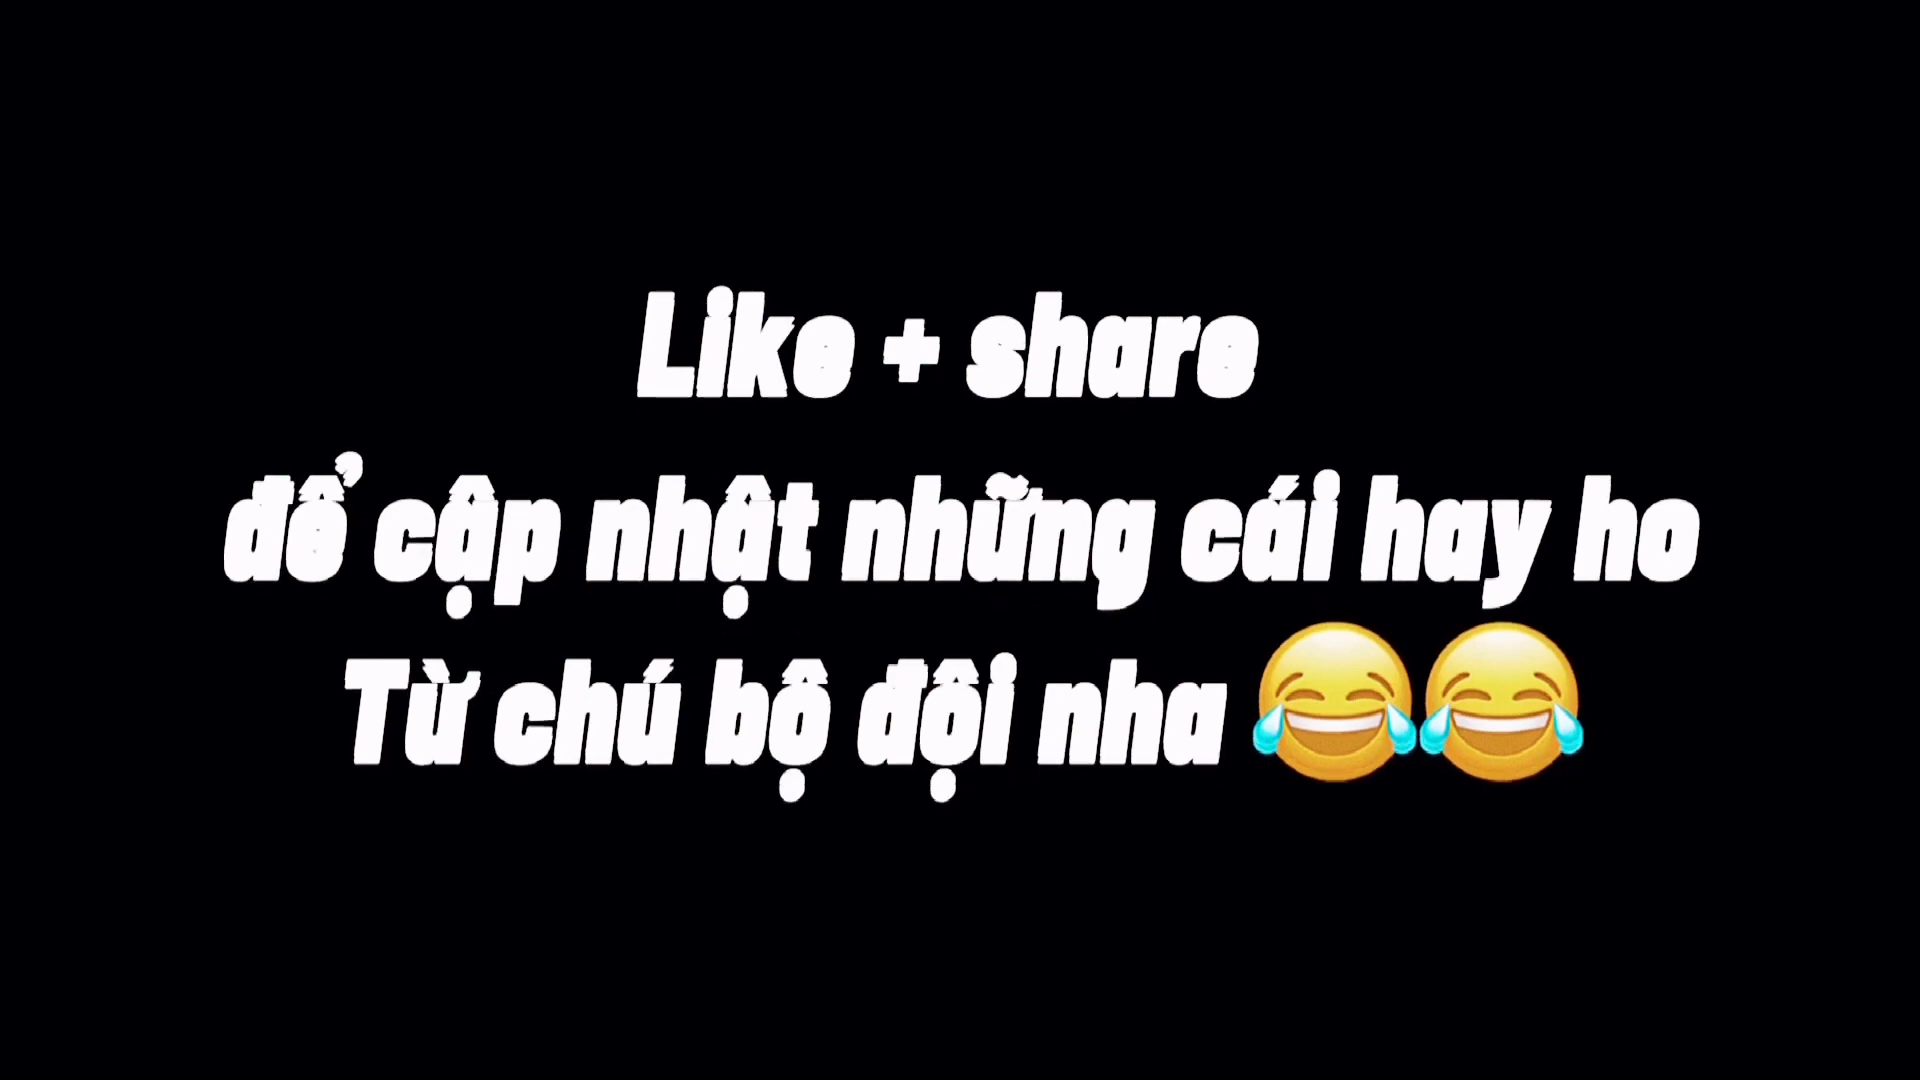 Like + share
để cập nhật những cái hay ho
Từ chú bộ đội nha 😂😂